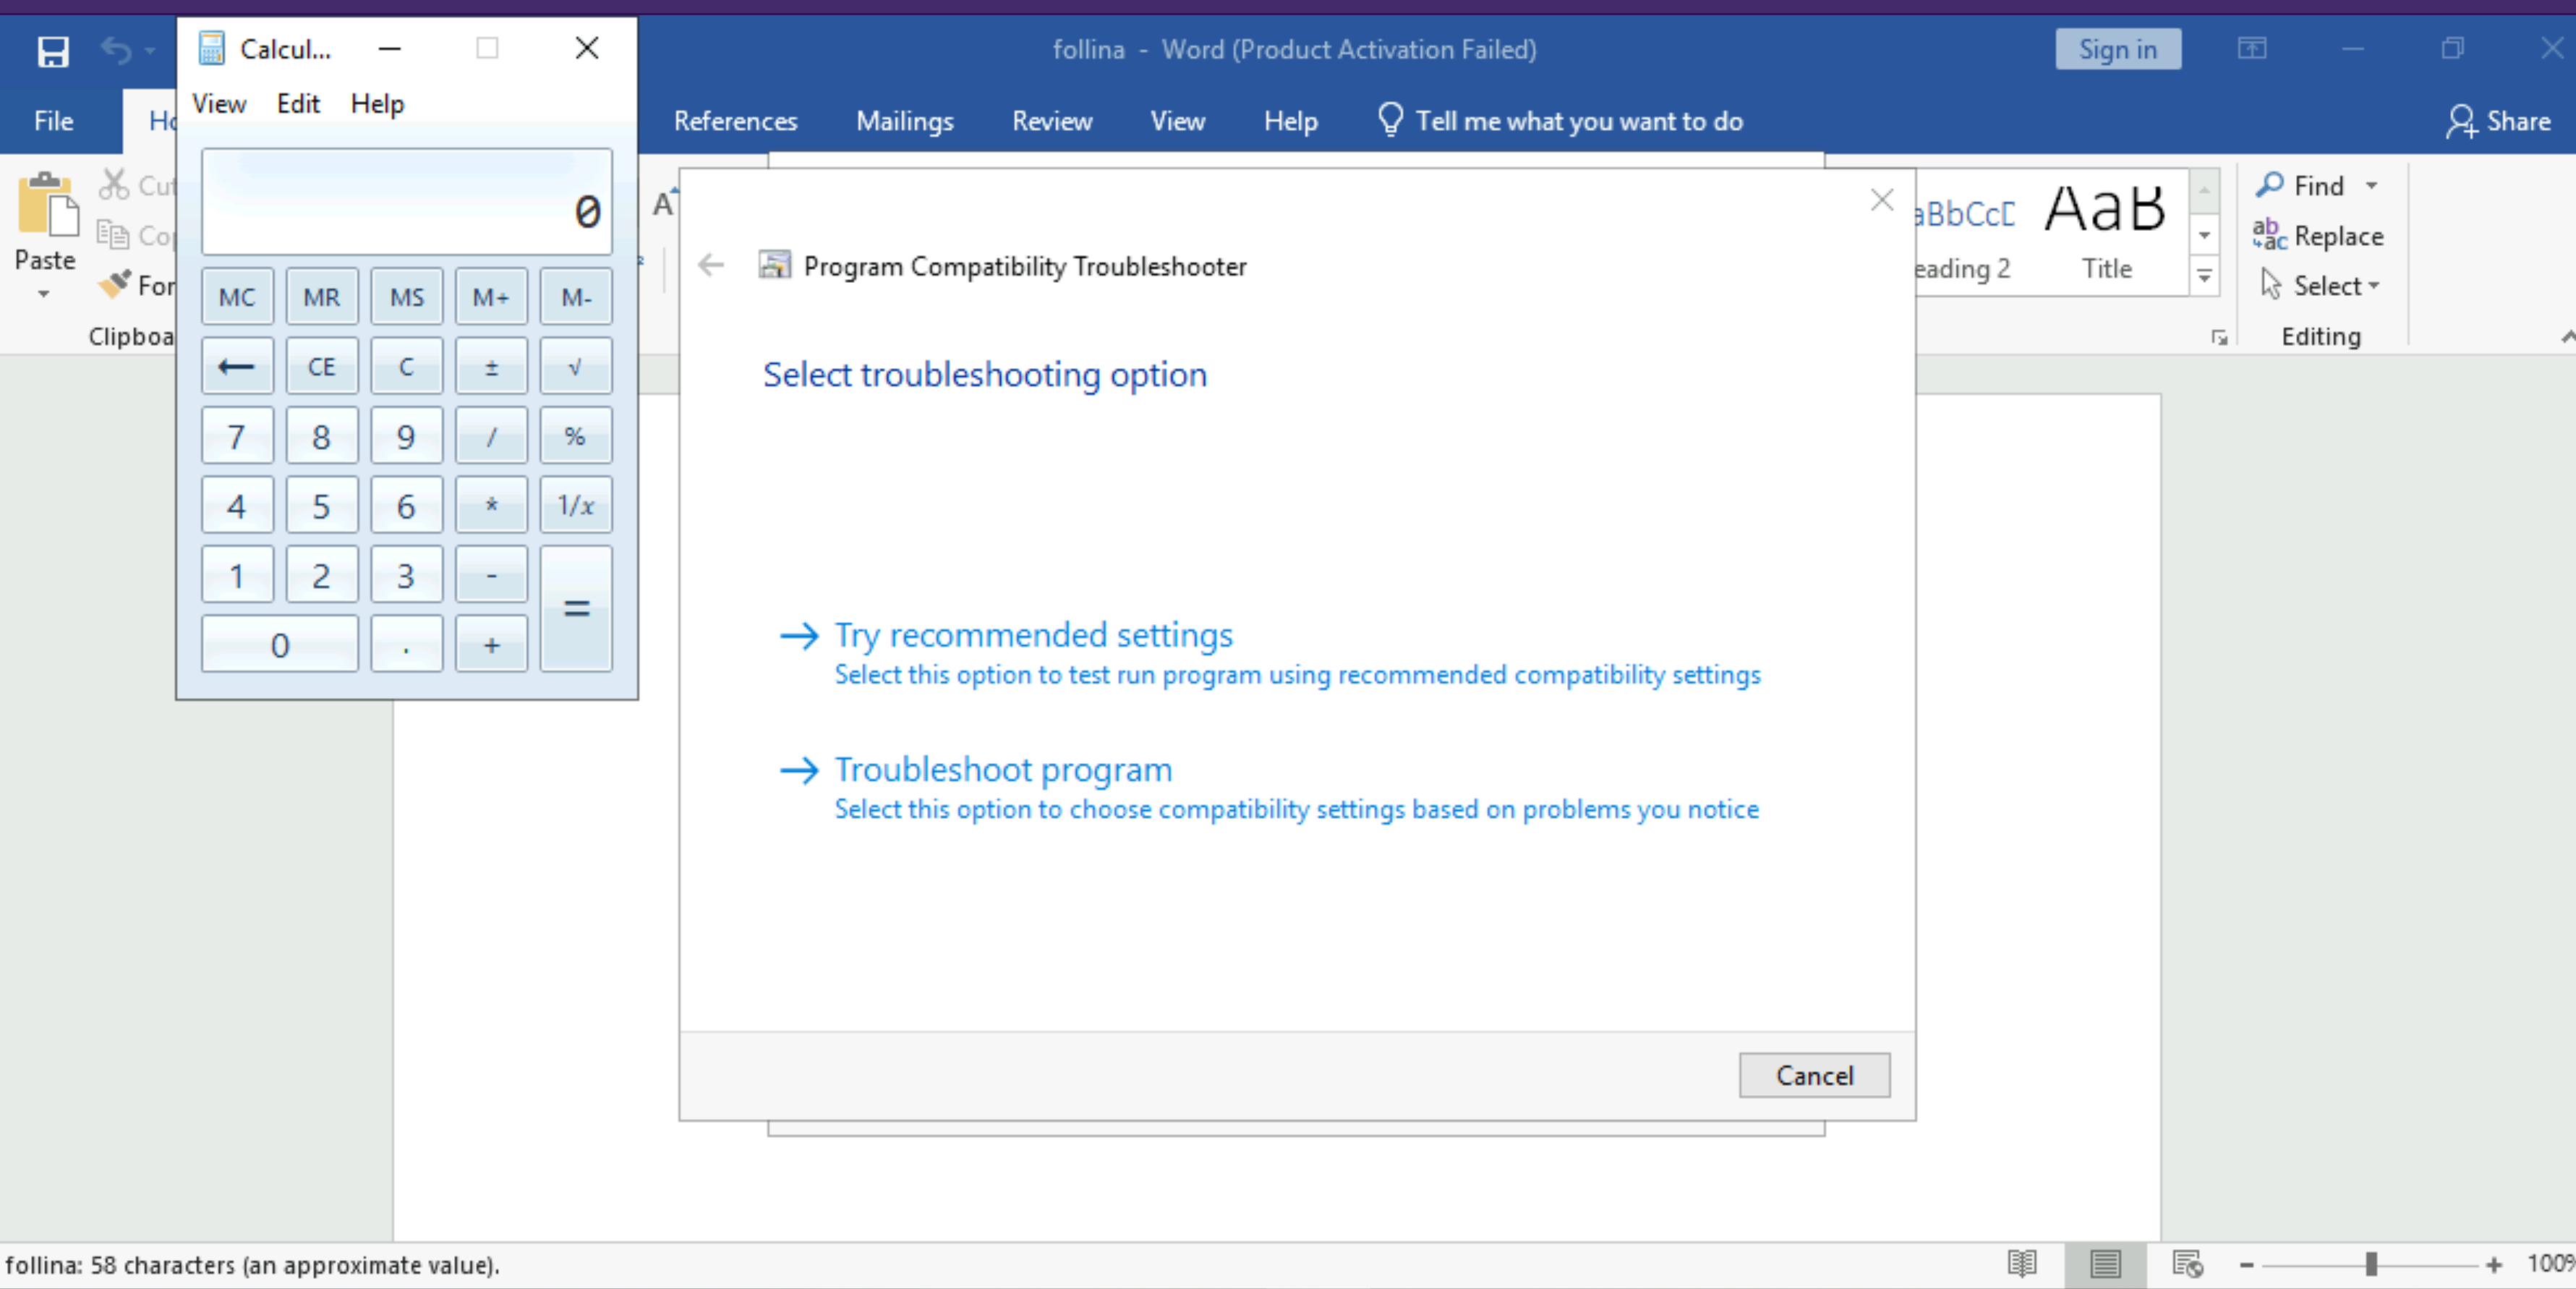 Calcul...
View Edit Help
0
MC MR MS M+ M-
← CE C ± √
7 8 9 / %
4 5 6 * 1/x
1 2 3 - =
0 . +
follina - Word (Product Activation Failed)
Sign in
File
References Mailings Review View Help Tell me what you want to do
Share
Paste
Clipboa
Program Compatibility Troubleshooter
Select troubleshooting option
→ Try recommended settings
Select this option to test run program using recommended compatibility settings
→ Troubleshoot program
Select this option to choose compatibility settings based on problems you notice
Cancel
aBbCcD AaB
eading 2 Title
Find
Replace
Select
Editing
follina: 58 characters (an approximate value).
- + 100%